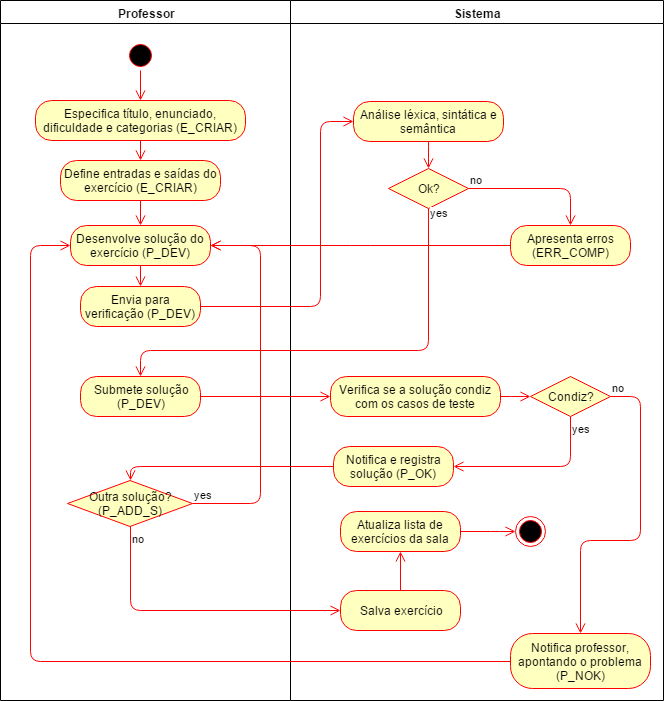 Professor
Sistema
Especifica título, enunciado,
dificuldade e categorias (E_CRIAR)
Análise léxica, sintática e
semântica
Define entradas e saídas do
exercício (E_CRIAR)
Ok?
no
yes
Desenvolve solução do
exercício (P_DEV)
Apresenta erros
(ERR_COMP)
Envia para
verificação (P_DEV)
Submete solução
(P_DEV)
Verifica se a solução condiz
com os casos de teste
Condiz?
no
yes
Notifica e registra
solução (P_OK)
Outra solução?
(P_ADD_S)
yes
no
Atualiza lista de
exercícios da sala
Salva exercício
Notifica professor,
apontando o problema
(P_NOK)